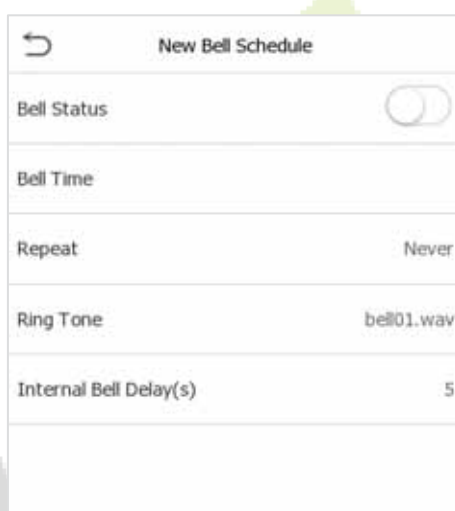 New Bell Schedule
Bell Status
Bell Time
Repeat Never
Ring Tone bell01.wav
Internal Bell Delay(s) 5